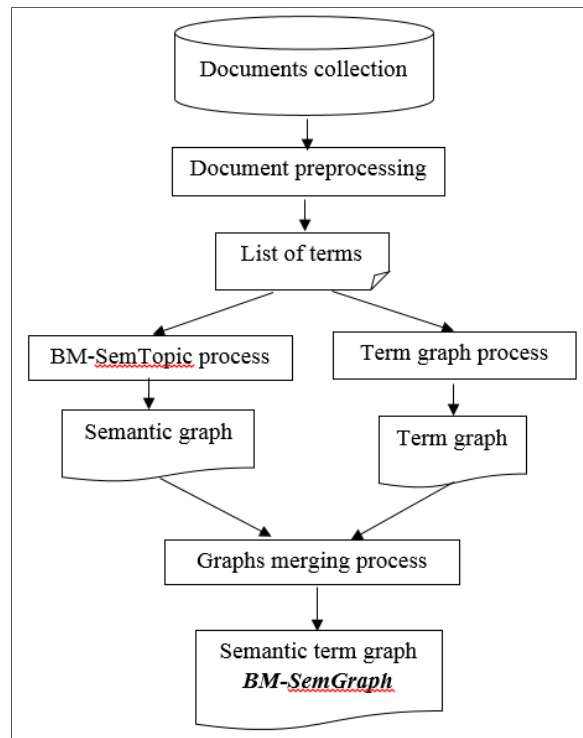 Documents collection
Document preprocessing
List of terms
BM-SemTopic process
Term graph process
Semantic graph
Term graph
Graphs merging process
Semantic term graph
BM-SemGraph